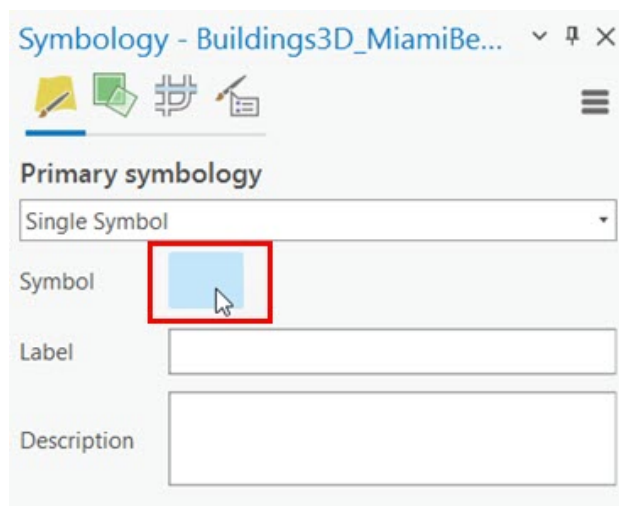 Symbology - Buildings3D_MiamiBe...
Primary symbology
Single Symbol
Symbol
Label
Description